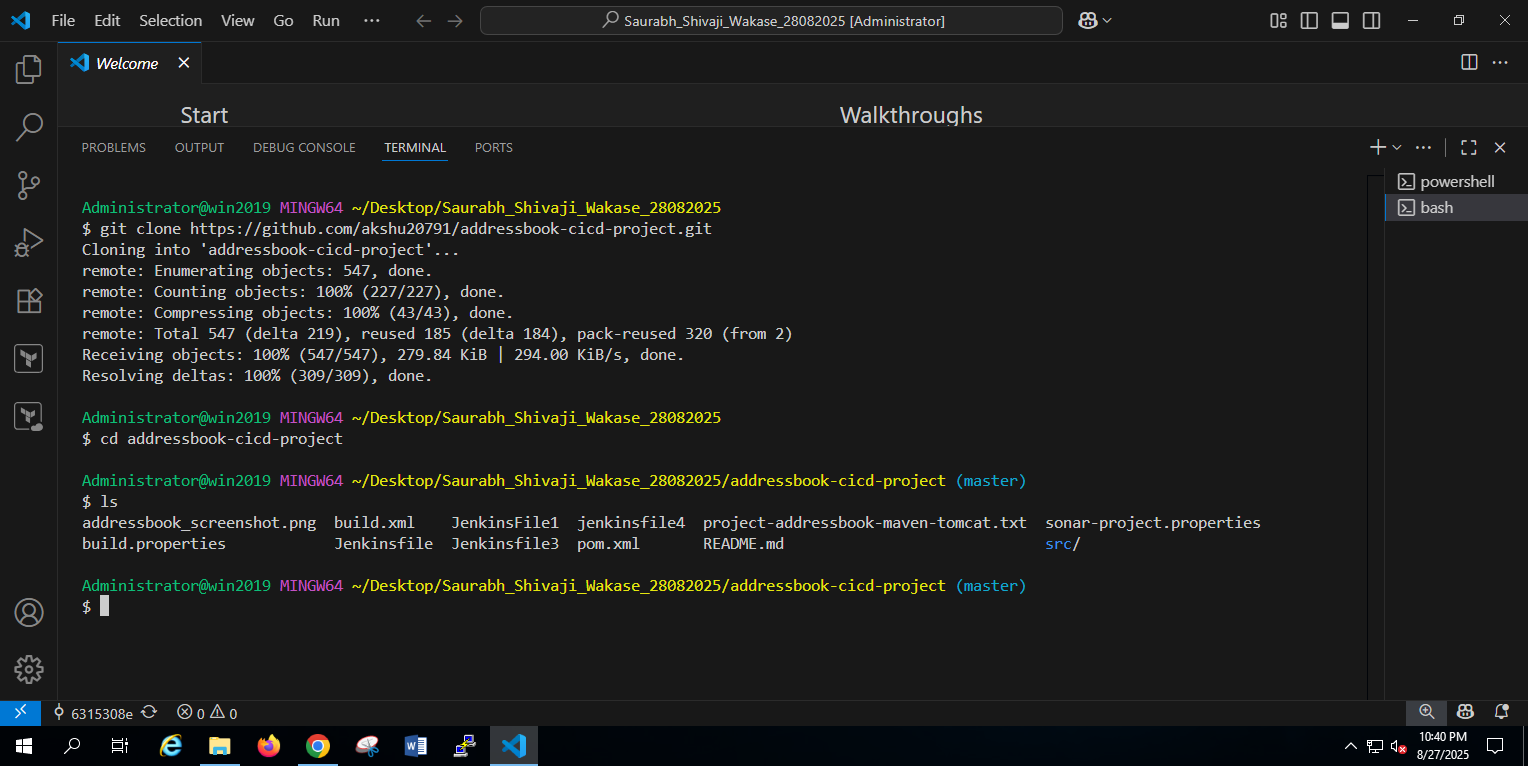 File Edit Selection View Go Run ··· Saurabh_Shivaji_Wakase_28082025 [Administrator]
Welcome
Start Walkthroughs
PROBLEMS OUTPUT DEBUG CONSOLE TERMINAL PORTS
powershell
bash
Administrator@win2019 MINGW64 ~/Desktop/Saurabh_Shivaji_Wakase_28082025
$ git clone https://github.com/akshu20791/addressbook-cicd-project.git
Cloning into 'addressbook-cicd-project'...
remote: Enumerating objects: 547, done.
remote: Counting objects: 100% (227/227), done.
remote: Compressing objects: 100% (43/43), done.
remote: Total 547 (delta 219), reused 185 (delta 184), pack-reused 320 (from 2)
Receiving objects: 100% (547/547), 279.84 KiB | 294.00 KiB/s, done.
Resolving deltas: 100% (309/309), done.
Administrator@win2019 MINGW64 ~/Desktop/Saurabh_Shivaji_Wakase_28082025
$ cd addressbook-cicd-project
Administrator@win2019 MINGW64 ~/Desktop/Saurabh_Shivaji_Wakase_28082025/addressbook-cicd-project (master)
$ ls
addressbook_screenshot.png build.xml JenkinsFile1 jenkinsfile4 project-addressbook-maven-tomcat.txt sonar-project.properties
build.properties Jenkinsfile Jenkinsfile3 pom.xml README.md src/
Administrator@win2019 MINGW64 ~/Desktop/Saurabh_Shivaji_Wakase_28082025/addressbook-cicd-project (master)
$
6315308e 0 0
10:40 PM
8/27/2025